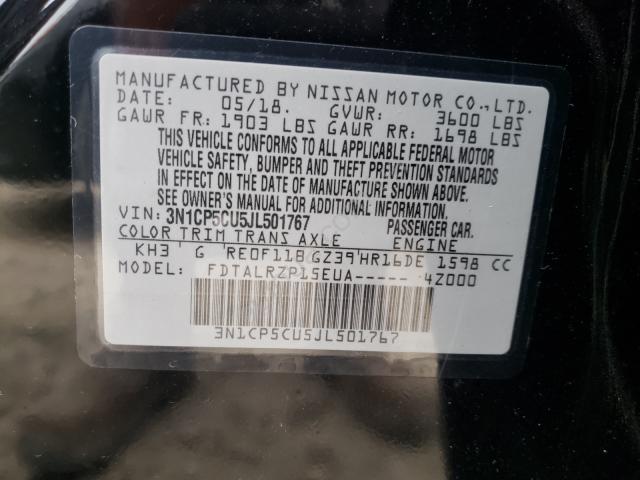 MANUFACTURED BY NISSAN MOTOR CO.,LTD.
DATE: 05/18. GVWR: 3600 LBS
GAWR FR: 1903 LBS GAWR RR: 1698 LBS
THIS VEHICLE CONFORMS TO ALL APPLICABLE FEDERAL MOTOR
VEHICLE SAFETY, BUMPER AND THEFT PREVENTION STANDARDS
IN EFFECT ON THE DATE OF MANUFACTURE SHOWN ABOVE.
SEE OWNER'S MANUAL FOR ADDITIONAL INFORMATION.
VIN: 3N1CP5CU5JL501767 PASSENGER CAR.
COLOR TRIM TRANS AXLE ENGINE
KH3 G RE0F11B GZ39 HR16DE 1598 CC
MODEL: FDTALRZP15EUA----- 4Z000
3N1CP5CU5JL501767